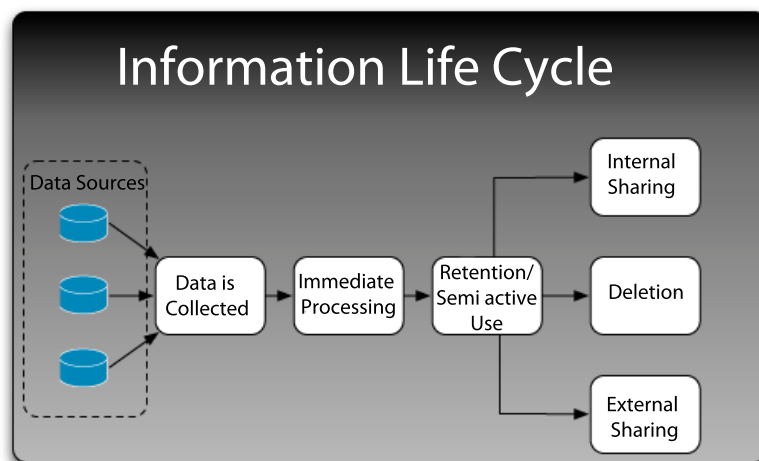 Information Life Cycle
Data Sources
Data is
Collected
Immediate
Processing
Retention/
Semi active
Use
Internal
Sharing
Deletion
External
Sharing